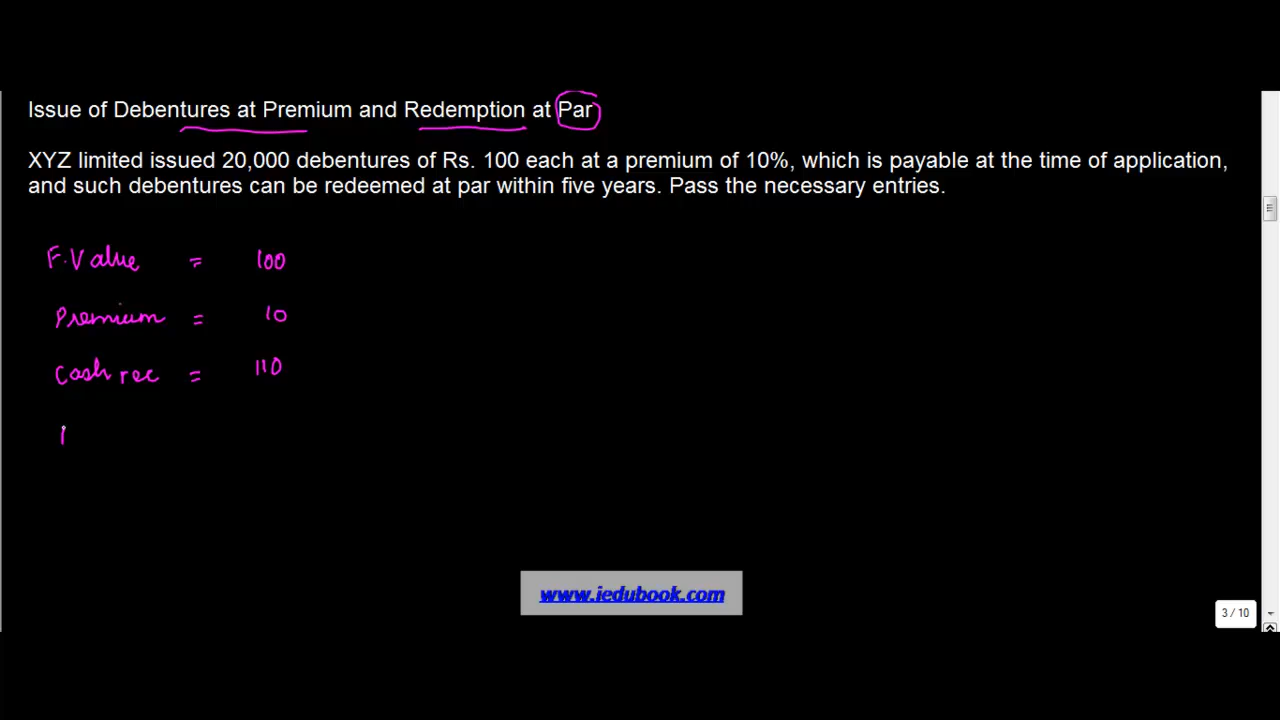 Issue of Debentures at Premium and Redemption at Par
XYZ limited issued 20,000 debentures of Rs. 100 each at a premium of 10%, which is payable at the time of application,
and such debentures can be redeemed at par within five years. Pass the necessary entries.
F.Value = 100
Premium = 10
Cash rec = 110
www.iedubook.com
3 / 10